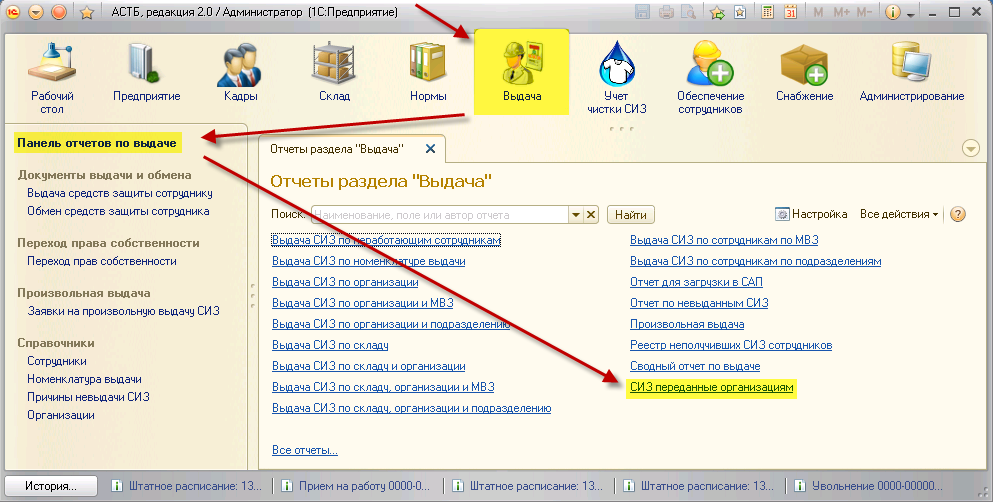 АСТБ, редакция 2.0 / Администратор (1С:Предприятие)
M M+ M-
Рабочий
стол
Предприятие
Кадры
Склад
Нормы
Выдача
Учет
чистки СИЗ
Обеспечение
сотрудников
Снабжение
Администрирование
Панель отчетов по выдаче
Документы выдачи и обмена
Выдача средств защиты сотруднику
Обмен средств защиты сотрудника
Переход права собственности
Переход прав собственности
Произвольная выдача
Заявки на произвольную выдачу СИЗ
Справочники
Сотрудники
Номенклатура выдачи
Причины невыдачи СИЗ
Организации
Отчеты раздела "Выдача"
Отчеты раздела "Выдача"
Поиск: Наименование, поле или автор отчета
Найти
Настройка
Все действия
Выдача СИЗ по неработающим сотрудникам
Выдача СИЗ по номенклатуре выдачи
Выдача СИЗ по организации
Выдача СИЗ по организации и МВЗ
Выдача СИЗ по организации и подразделению
Выдача СИЗ по складу
Выдача СИЗ по складу и организации
Выдача СИЗ по складу, организации и МВЗ
Выдача СИЗ по складу, организации и подразделению
Выдача СИЗ по сотрудникам по МВЗ
Выдача СИЗ по сотрудникам по подразделениям
Отчет для загрузки в САП
Отчет по невыданным СИЗ
Произвольная выдача
Реестр неполучивших СИЗ сотрудников
Сводный отчет по выдаче
СИЗ переданные организациям
Все отчеты...
История...
Штатное расписание: 13...
Прием на работу 0000-0...
Штатное расписание: 13...
Штатное расписание: 13...
Увольнение 0000-00000...